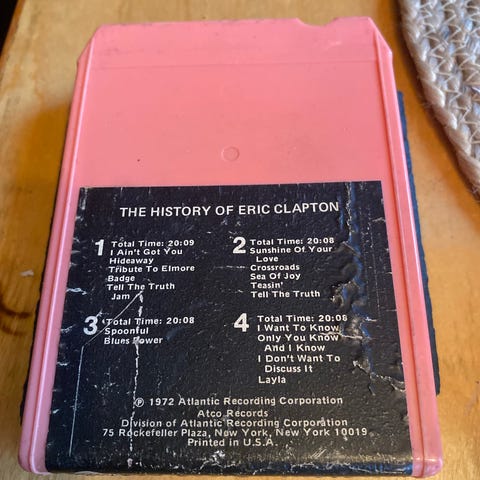 THE HISTORY OF ERIC CLAPTON
1 Total Time: 20:09
I Ain't Got You
Hideaway
Tribute To Elmore
Badge
Tell The Truth
Jam
2 Total Time: 20:08
Sunshine Of Your
Love
Crossroads
Sea Of Joy
Teasin'
Tell The Truth
3 Total Time: 20:08
Spoonful
Blues Power
4 Total Time: 20:08
I Want To Know
Only You Know
And I Know
I Don't Want To
Discuss It
Layla
℗ 1972 Atlantic Recording Corporation
Atco Records
Division of Atlantic Recording Corporation
75 Rockefeller Plaza, New York, New York 10019
Printed in U.S.A.